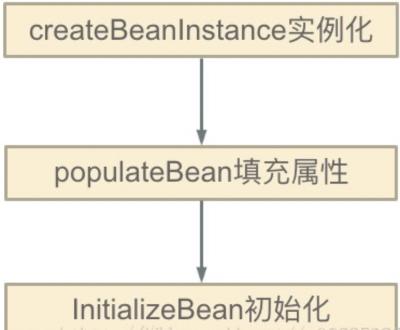 createBeanInstance实例化
populateBean填充属性
InitializeBean初始化